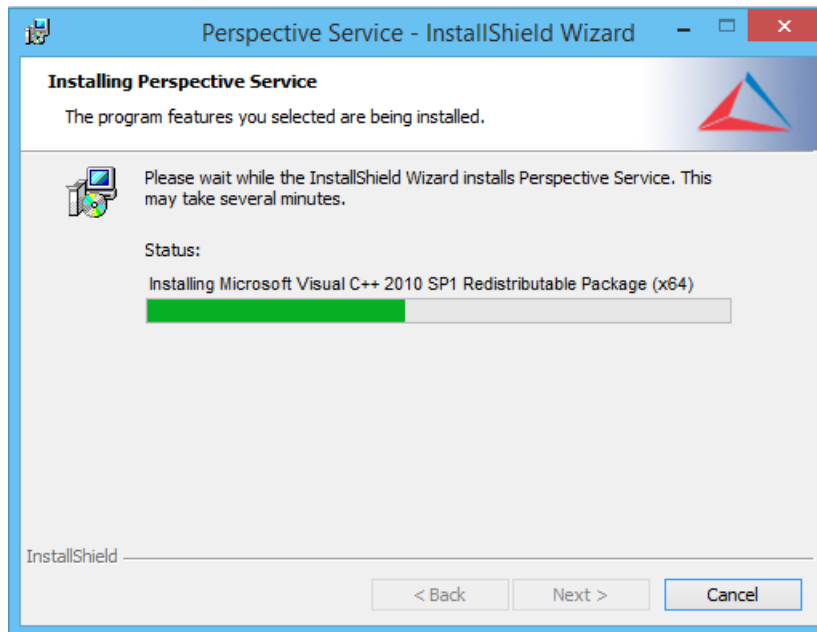 Perspective Service - InstallShield Wizard
Installing Perspective Service
The program features you selected are being installed.
Please wait while the InstallShield Wizard installs Perspective Service. This
may take several minutes.
Status:
Installing Microsoft Visual C++ 2010 SP1 Redistributable Package (x64)
InstallShield
< Back Next > Cancel